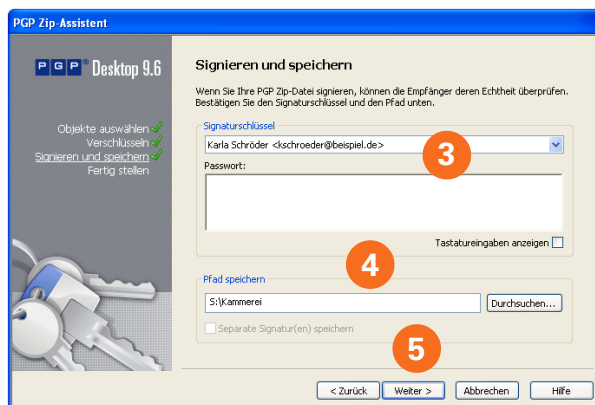 PGP Zip-Assistent
PGP® Desktop 9.6
Objekte auswählen
Verschlüsseln
Signieren und speichern
Fertig stellen
Signieren und speichern
Wenn Sie Ihre PGP Zip-Datei signieren, können die Empfänger deren Echtheit überprüfen.
Bestätigen Sie den Signaturschlüssel und den Pfad unten.
Signaturschlüssel
Karla Schröder <kschroeder@beispiel.de>
3
Passwort:
Tastatureingaben anzeigen
4
Pfad speichern
S:\Kammerei
Durchsuchen...
Separate Signatur(en) speichern
5
< Zurück Weiter > Abbrechen Hilfe